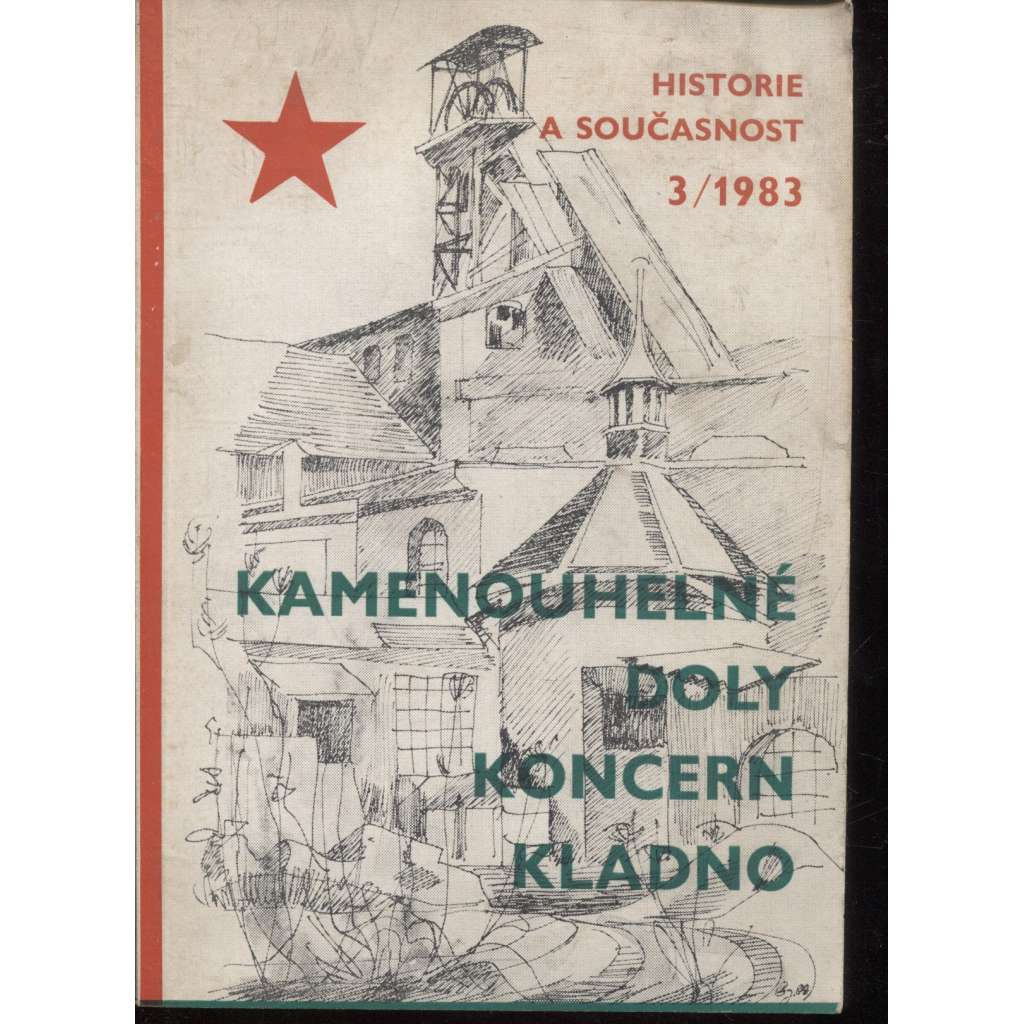 HISTORIE
A SOUČASNOST
3/1983
KAMENOUHELNÉ
DOLY
KONCERN
KLADNO